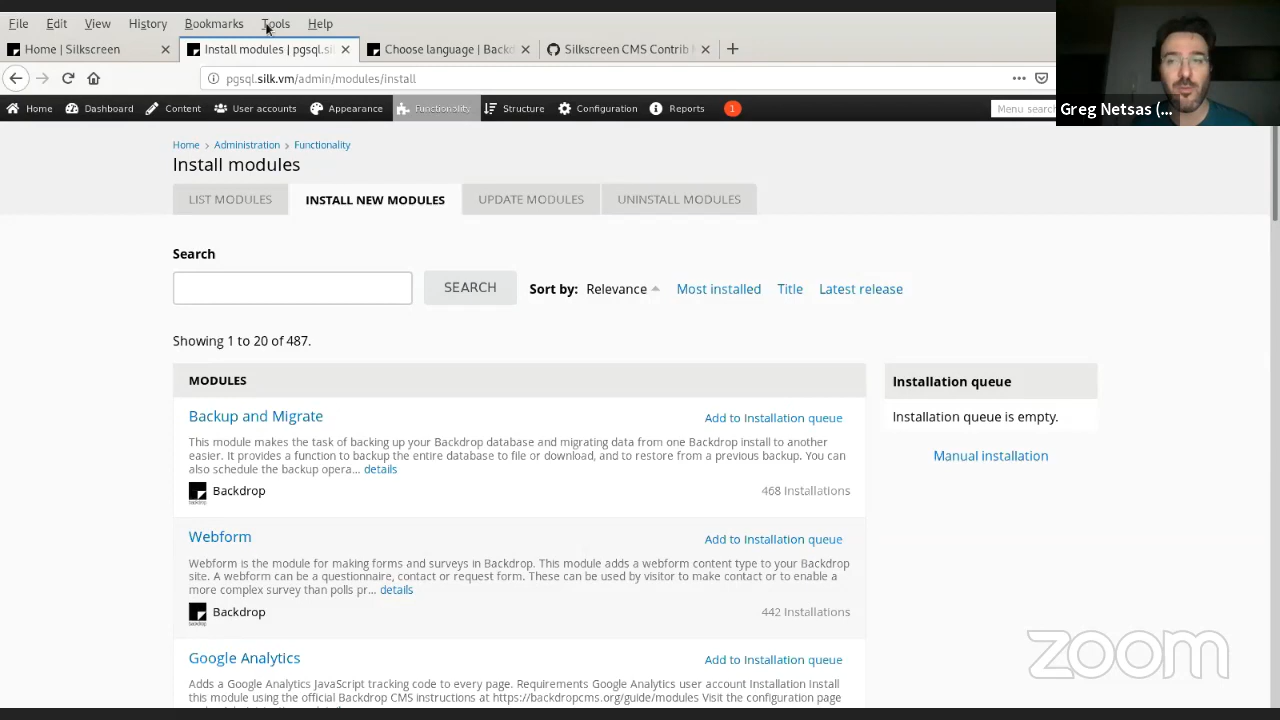 File Edit View History Bookmarks Tools Help
Home | Silkscreen
Install modules | pgsql.sil
Choose language | Backd
Silkscreen CMS Contrib
pgsql.silk.vm/admin/modules/install
Home Dashboard Content User accounts Appearance Functionality Structure Configuration Reports 1
Menu search
Greg Netsas (...
Home › Administration › Functionality
Install modules
LIST MODULES
INSTALL NEW MODULES
UPDATE MODULES
UNINSTALL MODULES
Search
SEARCH
Sort by: Relevance Most installed Title Latest release
Showing 1 to 20 of 487.
MODULES
Backup and Migrate
Add to Installation queue
This module makes the task of backing up your Backdrop database and migrating data from one Backdrop install to another
easier. It provides a function to backup the entire database to file or download, and to restore from a previous backup. You can
also schedule the backup opera... details
Backdrop
468 Installations
Webform
Add to Installation queue
Webform is the module for making forms and surveys in Backdrop. This module adds a webform content type to your Backdrop
site. A webform can be a questionnaire, contact or request form. These can be used by visitor to make contact or to enable a
more complex survey than polls pr... details
Backdrop
442 Installations
Google Analytics
Add to Installation queue
Adds a Google Analytics JavaScript tracking code to every page. Requirements Google Analytics user account Installation Install
this module using the official Backdrop CMS instructions at https://backdropcms.org/guide/modules Visit the configuration page
Installation queue
Installation queue is empty.
Manual installation
zoom